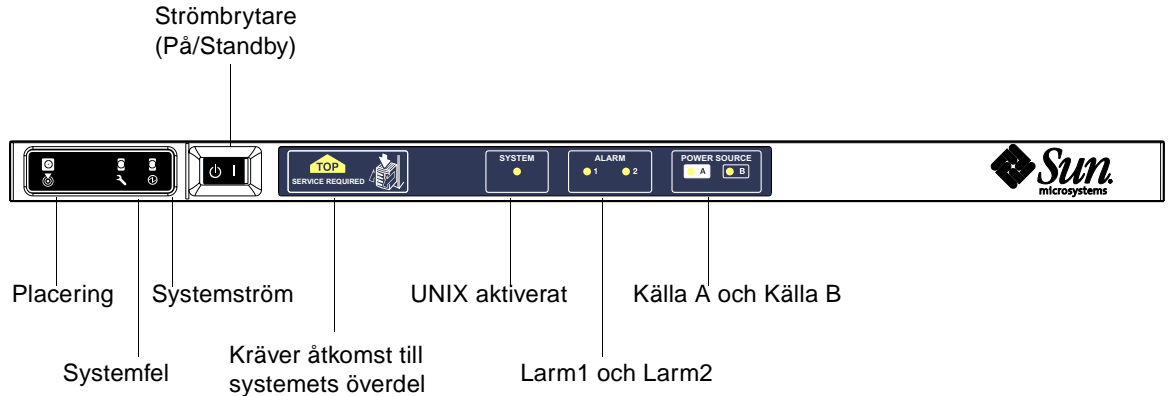 Strömbrytare
(På/Standby)
TOP
SERVICE REQUIRED
SYSTEM
ALARM
1 2
POWER SOURCE
A B
Sun.
microsystems
Placering
Systemström
UNIX aktiverat
Källa A och Källa B
Systemfel
Kräver åtkomst till
systemets överdel
Larm1 och Larm2